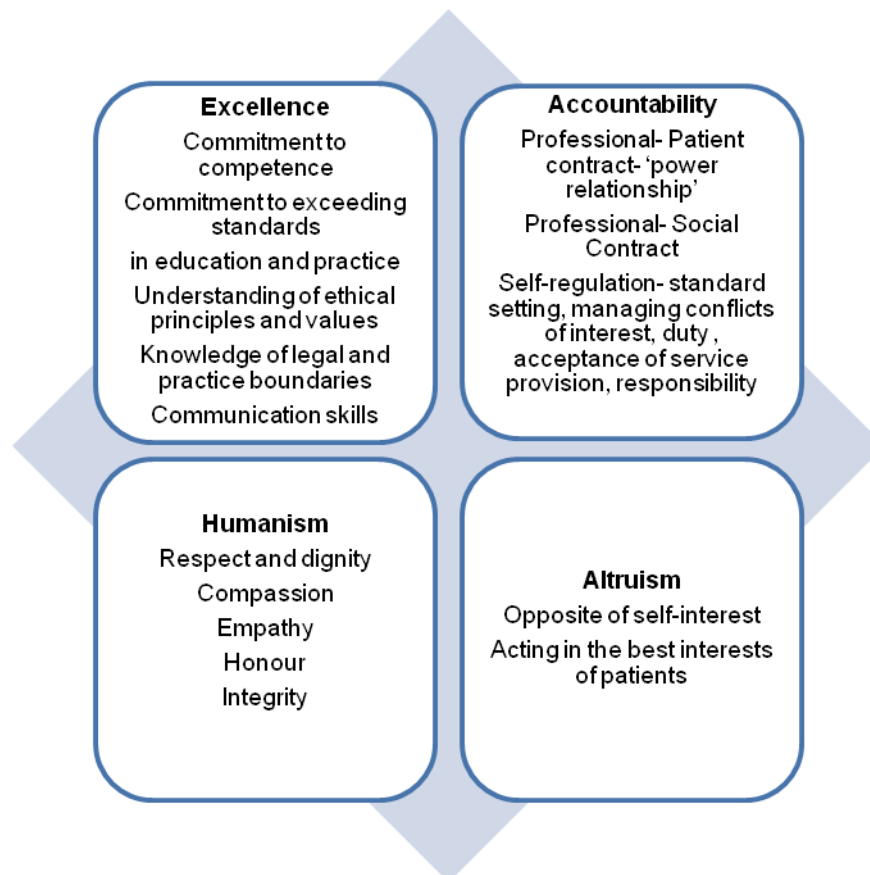 Excellence
Commitment to
competence
Commitment to exceeding
standards
in education and practice
Understanding of ethical
principles and values
Knowledge of legal and
practice boundaries
Communication skills
Accountability
Professional- Patient
contract- ‘power
relationship’
Professional- Social
Contract
Self-regulation- standard
setting, managing conflicts
of interest, duty ,
acceptance of service
provision, responsibility
Humanism
Respect and dignity
Compassion
Empathy
Honour
Integrity
Altruism
Opposite of self-interest
Acting in the best interests
of patients